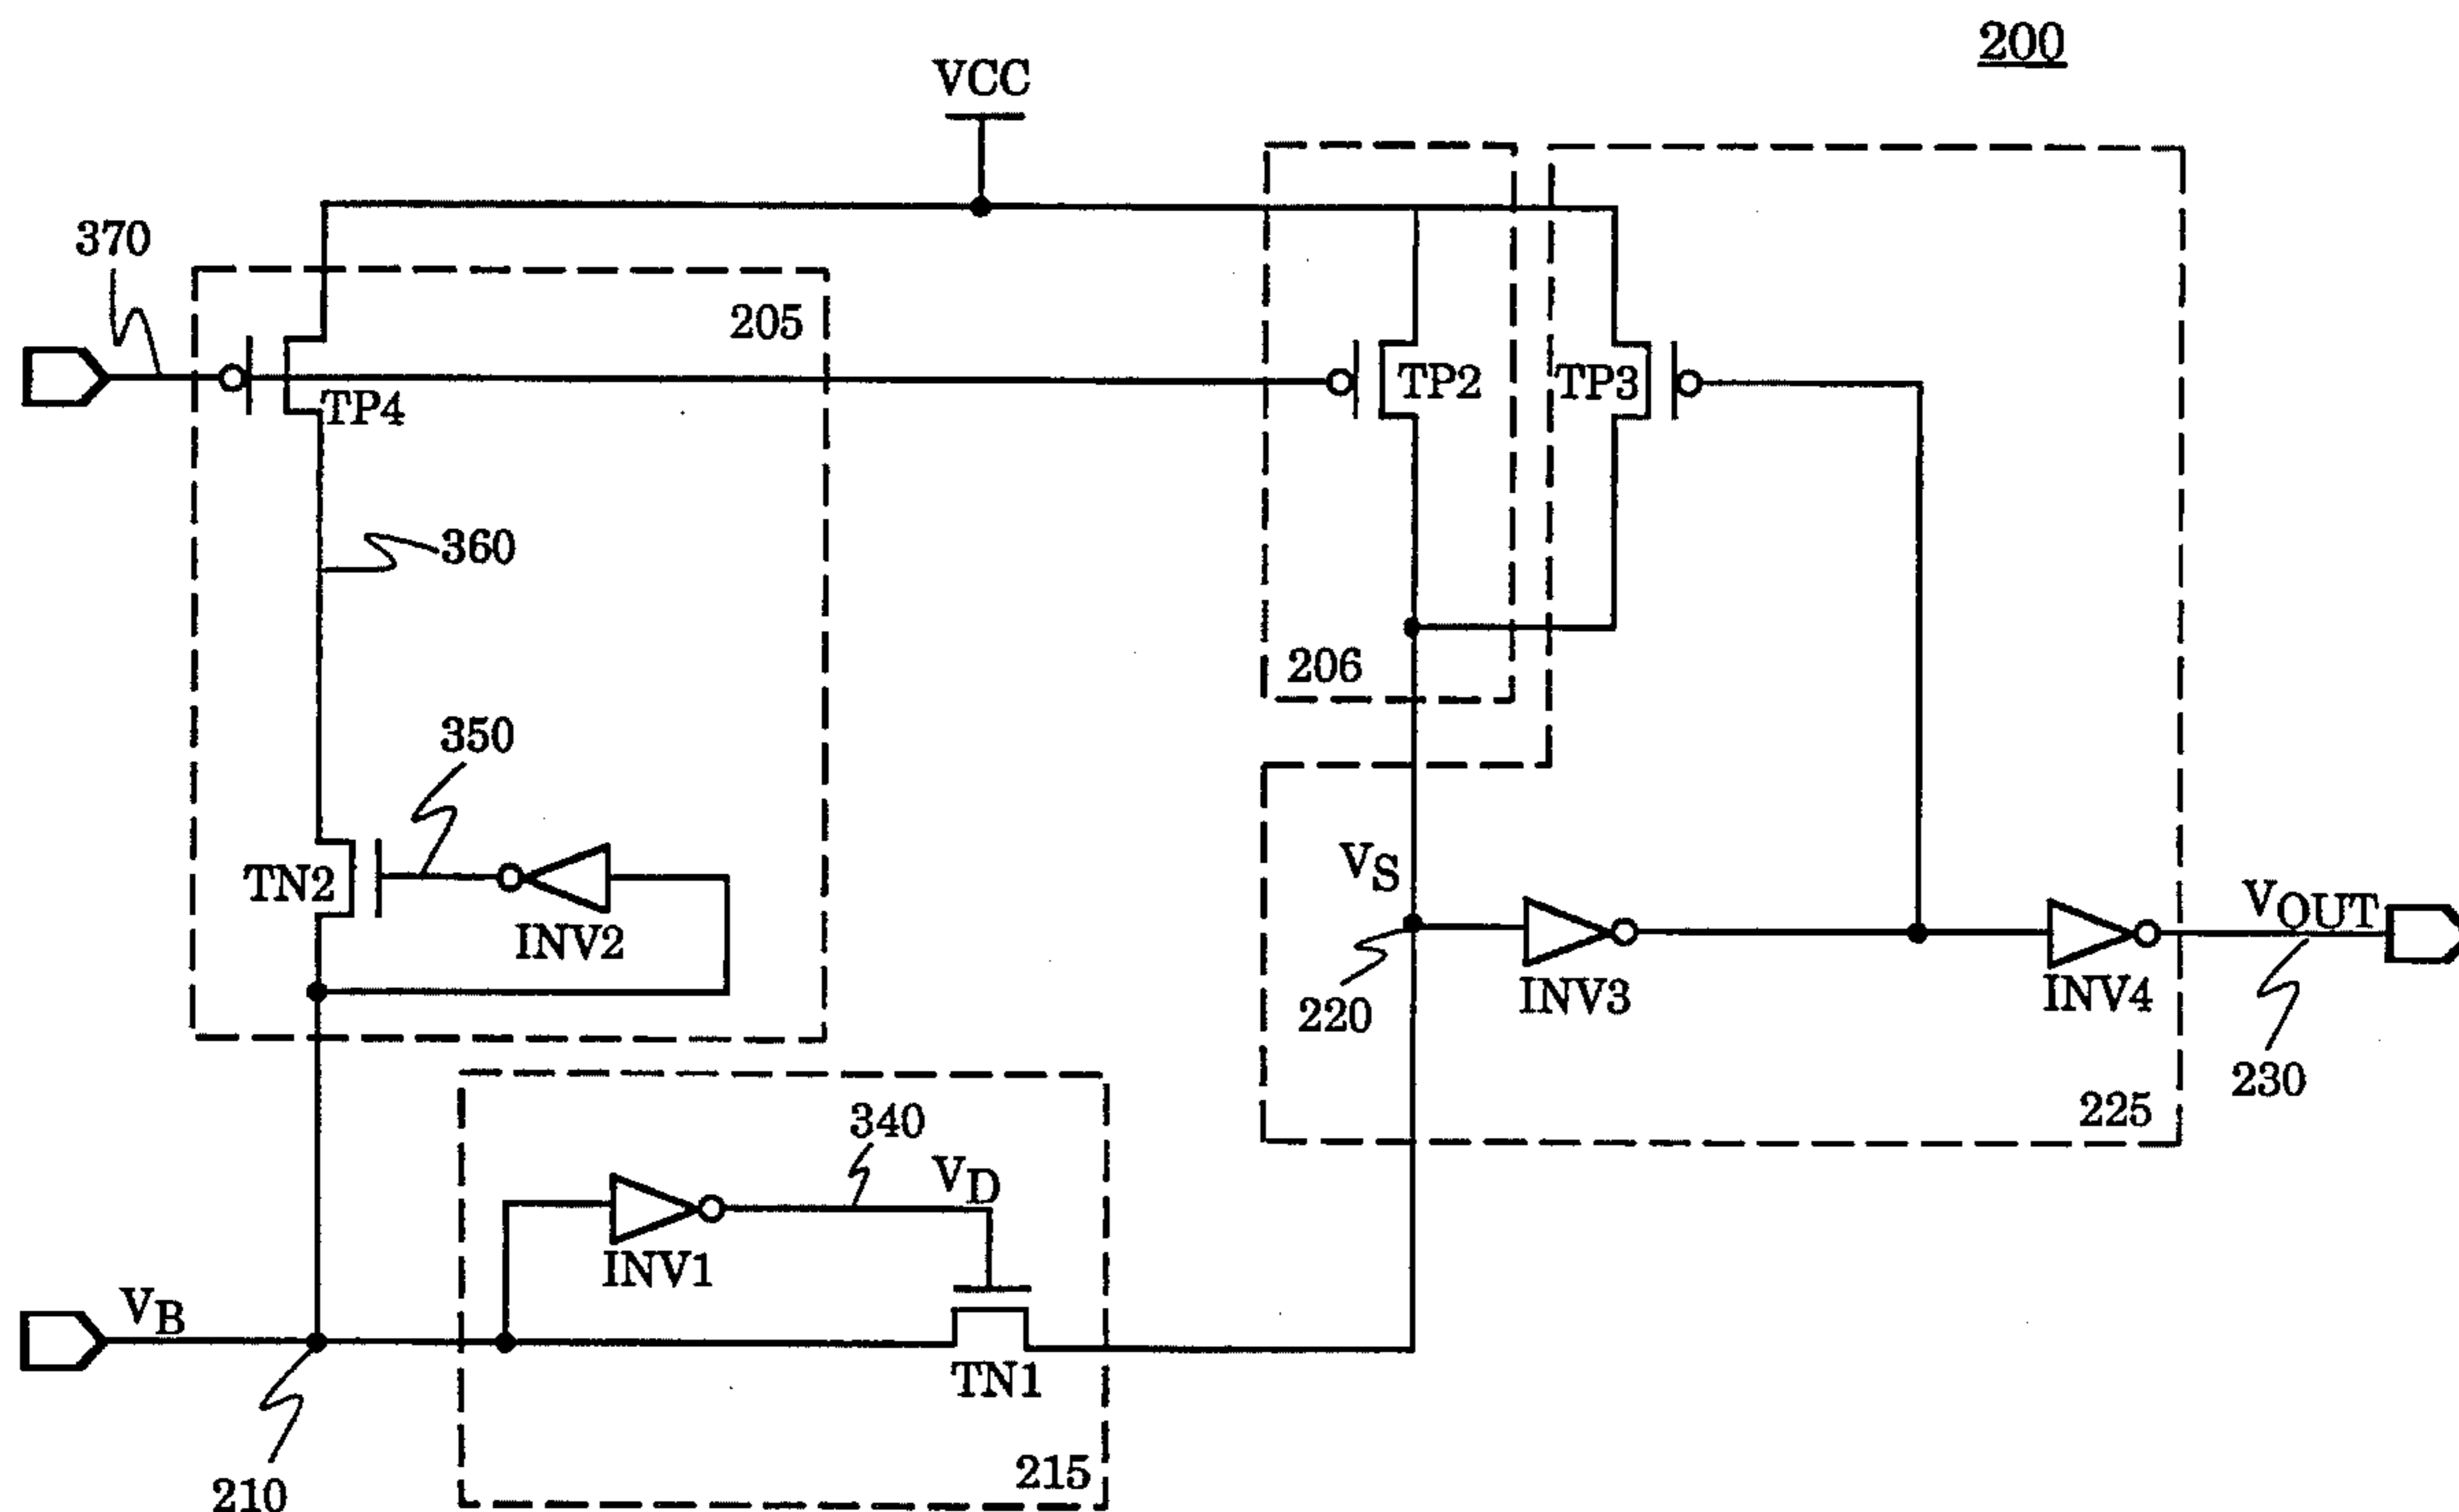 200
VCC
370
205
TP4
TP2
TP3
360
206
350
TN2
INV2
VS
220
INV3
VOUT
INV4
230
225
340
VD
INV1
VB
TN1
210
215